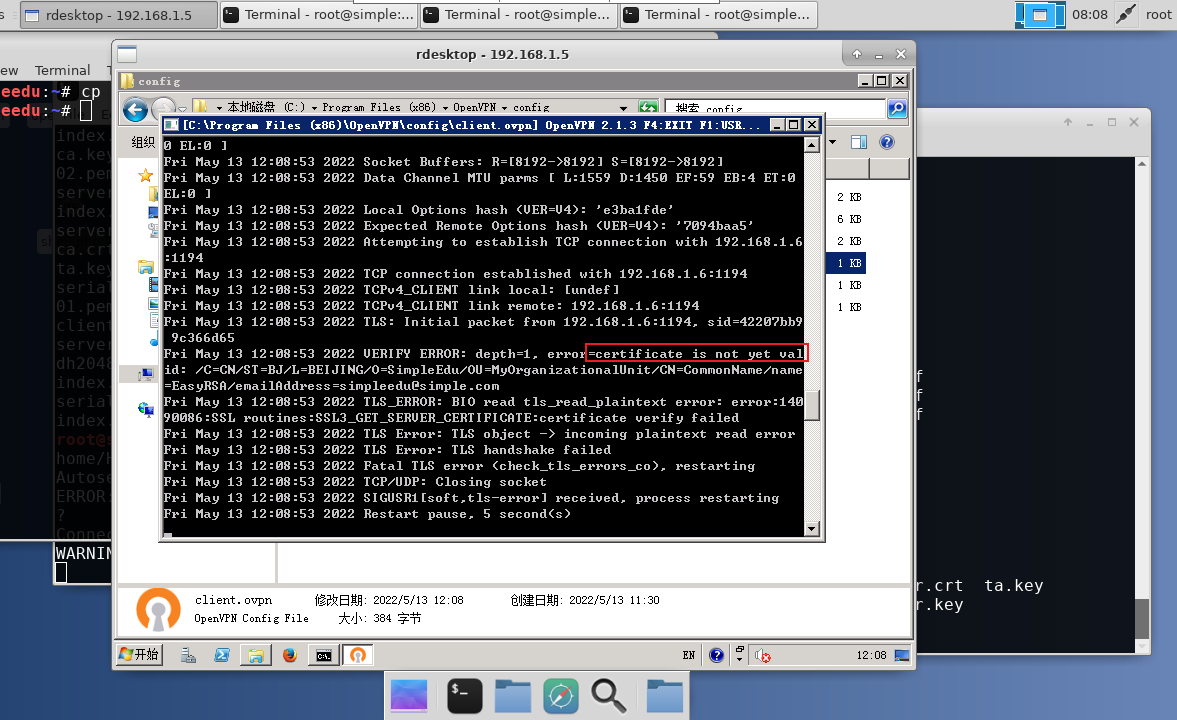 rdesktop - 192.168.1.5
Terminal - root@simple:...
Terminal - root@simple...
Terminal - root@simple...
08:08
root
rdesktop - 192.168.1.5
ew Terminal
eedu:~# cp
eedu:~#
config
本地磁盘 (C:) Program Files (x86) OpenVPN config
搜索 config
组织
[C:\Program Files (x86)\OpenVPN\config\client.ovpn] OpenVPN 2.1.3 F4:EXIT F1:USR...
0 EL:0 ]
Fri May 13 12:08:53 2022 Socket Buffers: R=[8192->8192] S=[8192->8192]
Fri May 13 12:08:53 2022 Data Channel MTU parms [ L:1559 D:1450 EF:59 EB:4 ET:0
EL:0 ]
Fri May 13 12:08:53 2022 Local Options hash (VER=V4): 'e3ba1fde'
Fri May 13 12:08:53 2022 Expected Remote Options hash (VER=V4): '7094baa5'
Fri May 13 12:08:53 2022 Attempting to establish TCP connection with 192.168.1.6
:1194
Fri May 13 12:08:53 2022 TCP connection established with 192.168.1.6:1194
Fri May 13 12:08:53 2022 TCPv4_CLIENT link local: [undef]
Fri May 13 12:08:53 2022 TCPv4_CLIENT link remote: 192.168.1.6:1194
Fri May 13 12:08:53 2022 TLS: Initial packet from 192.168.1.6:1194, sid=42207bb9
9c366d65
Fri May 13 12:08:53 2022 VERIFY ERROR: depth=1, error=certificate is not yet val
id: /C=CN/ST=BJ/L=BEIJING/O=SimpleEdu/OU=MyOrganizationalUnit/CN=CommonName/name
=EasyRSA/emailAddress=simpleedu@simple.com
Fri May 13 12:08:53 2022 TLS_ERROR: BIO read tls_read_plaintext error: error:140
90086:SSL routines:SSL3_GET_SERVER_CERTIFICATE:certificate verify failed
Fri May 13 12:08:53 2022 TLS Error: TLS object -> incoming plaintext read error
Fri May 13 12:08:53 2022 TLS Error: TLS handshake failed
Fri May 13 12:08:53 2022 Fatal TLS error (check_tls_errors_co), restarting
Fri May 13 12:08:53 2022 TCP/UDP: Closing socket
Fri May 13 12:08:53 2022 SIGUSR1[soft,tls-error] received, process restarting
Fri May 13 12:08:53 2022 Restart pause, 5 second(s)
2 KB
6 KB
2 KB
1 KB
1 KB
1 KB
index.
ca.key
02.pem
server
index.
server
ca.crt
ta.key
serial
01.pem
client
server
dh2048
index.
serial
index.
root@s
home/
Autose
ERROR:
?
Connec
WARNIN
r.crt ta.key
r.key
client.ovpn 修改日期: 2022/5/13 12:08 创建日期: 2022/5/13 11:30
OpenVPN Config File 大小: 384 字节
开始
EN
12:08